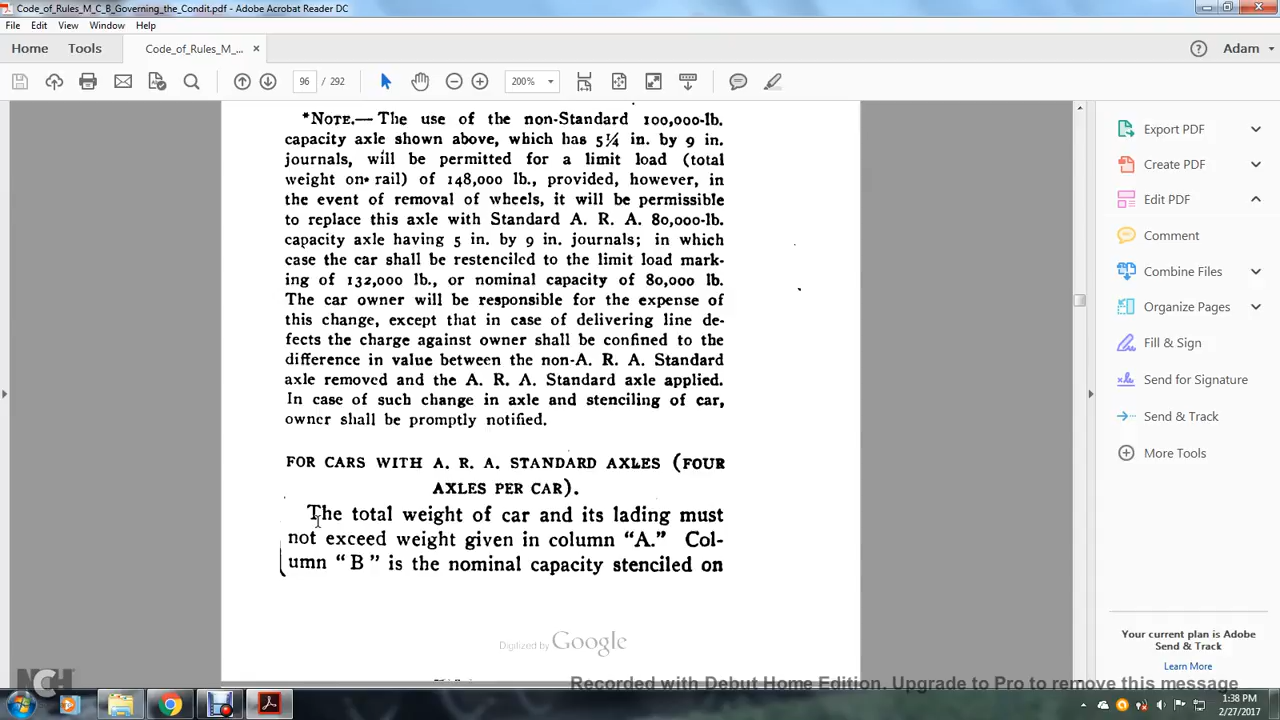 Code_of_Rules_M_C_B_Governing_the_Condit.pdf - Adobe Acrobat Reader DC
File Edit View Window Help
Home Tools Code_of_Rules_M_... × Adam
96 / 292 200%
*NOTE.— The use of the non-Standard 100,000-lb.
capacity axle shown above, which has 5¼ in. by 9 in.
journals, will be permitted for a limit load (total
weight on rail) of 148,000 lb., provided, however, in
the event of removal of wheels, it will be permissible
to replace this axle with Standard A. R. A. 80,000-lb.
capacity axle having 5 in. by 9 in. journals; in which
case the car shall be restenciled to the limit load mark-
ing of 132,000 lb., or nominal capacity of 80,000 lb.
The car owner will be responsible for the expense of
this change, except that in case of delivering line de-
fects the charge against owner shall be confined to the
difference in value between the non-A. R. A. Standard
axle removed and the A. R. A. Standard axle applied.
In case of such change in axle and stenciling of car,
owner shall be promptly notified.
FOR CARS WITH A. R. A. STANDARD AXLES (FOUR
AXLES PER CAR).
The total weight of car and its lading must
not exceed weight given in column "A." Col-
umn "B" is the nominal capacity stenciled on
Digitized by Google
Export PDF
Create PDF
Edit PDF
Comment
Combine Files
Organize Pages
Fill & Sign
Send for Signature
Send & Track
More Tools
Your current plan is Adobe
Send & Track
Learn More
NCH
Recorded with Debut Home Edition. Upgrade to Pro to remove this message
1:38 PM
2/27/2017